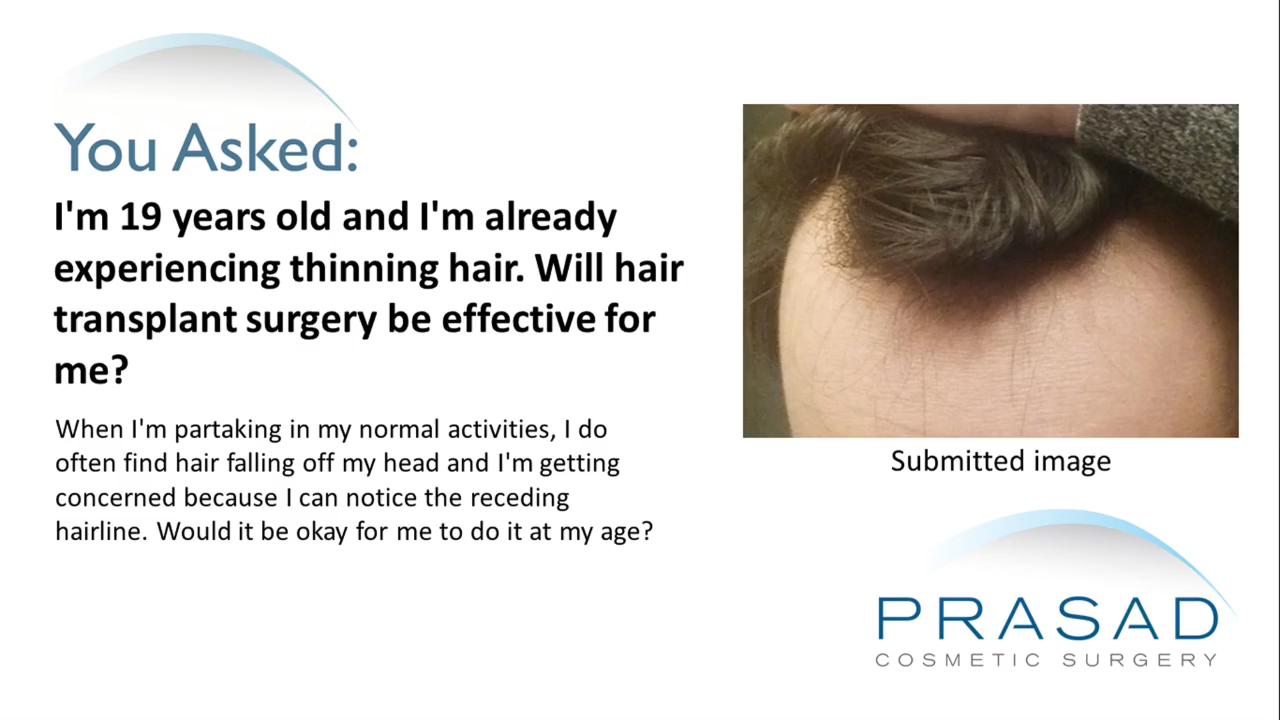 You Asked:
I'm 19 years old and I'm already
experiencing thinning hair. Will hair
transplant surgery be effective for
me?
When I'm partaking in my normal activities, I do
often find hair falling off my head and I'm getting
concerned because I can notice the receding
hairline. Would it be okay for me to do it at my age?
Submitted image
PRASAD
COSMETIC SURGERY